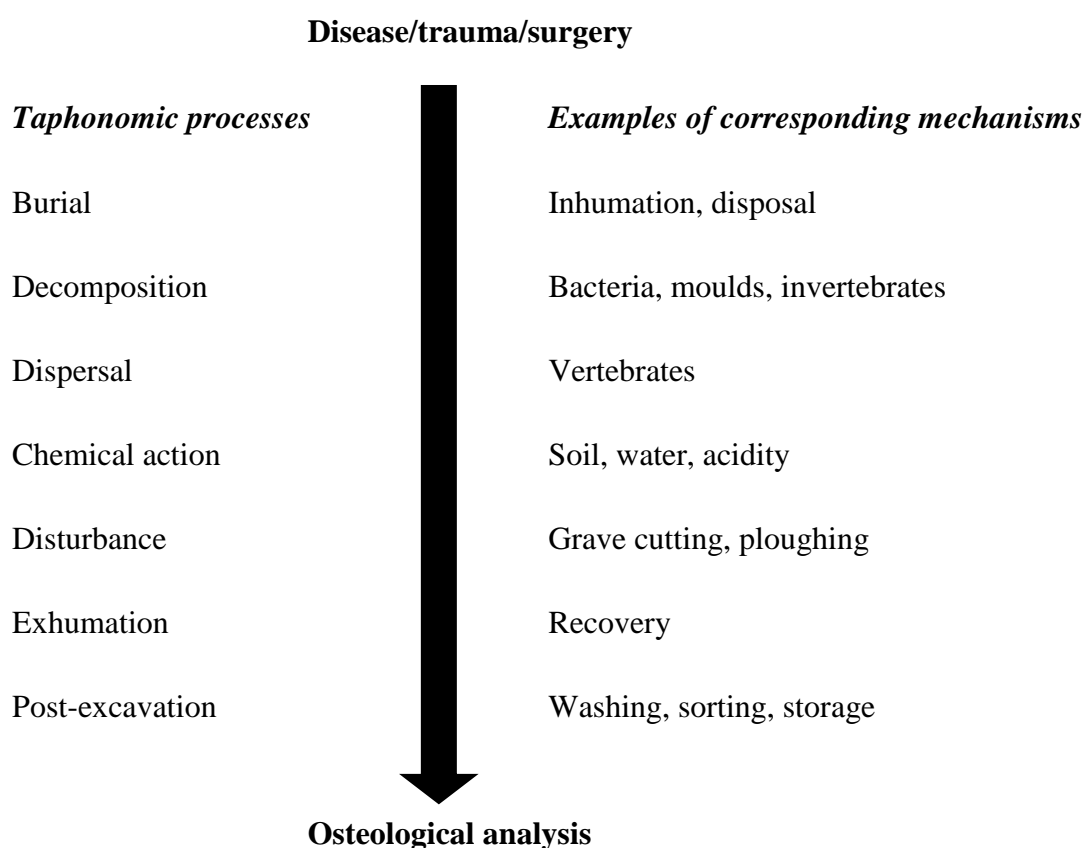 Disease/trauma/surgery
Taphonomic processes Examples of corresponding mechanisms
Burial Inhumation, disposal
Decomposition Bacteria, moulds, invertebrates
Dispersal Vertebrates
Chemical action Soil, water, acidity
Disturbance Grave cutting, ploughing
Exhumation Recovery
Post-excavation Washing, sorting, storage
Osteological analysis